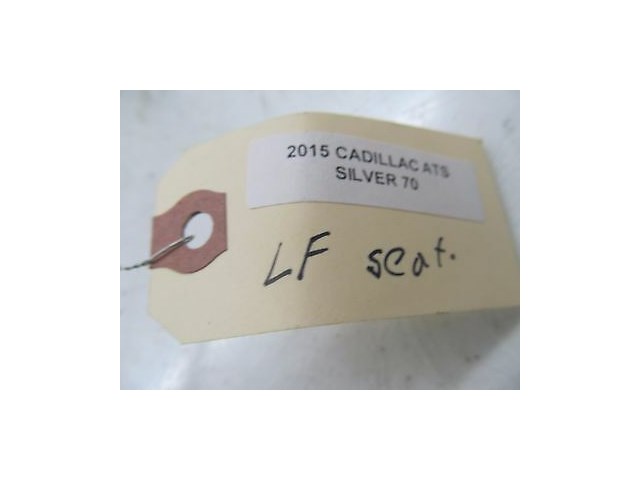 2015 CADILLAC ATS
SILVER 70
LF seat.